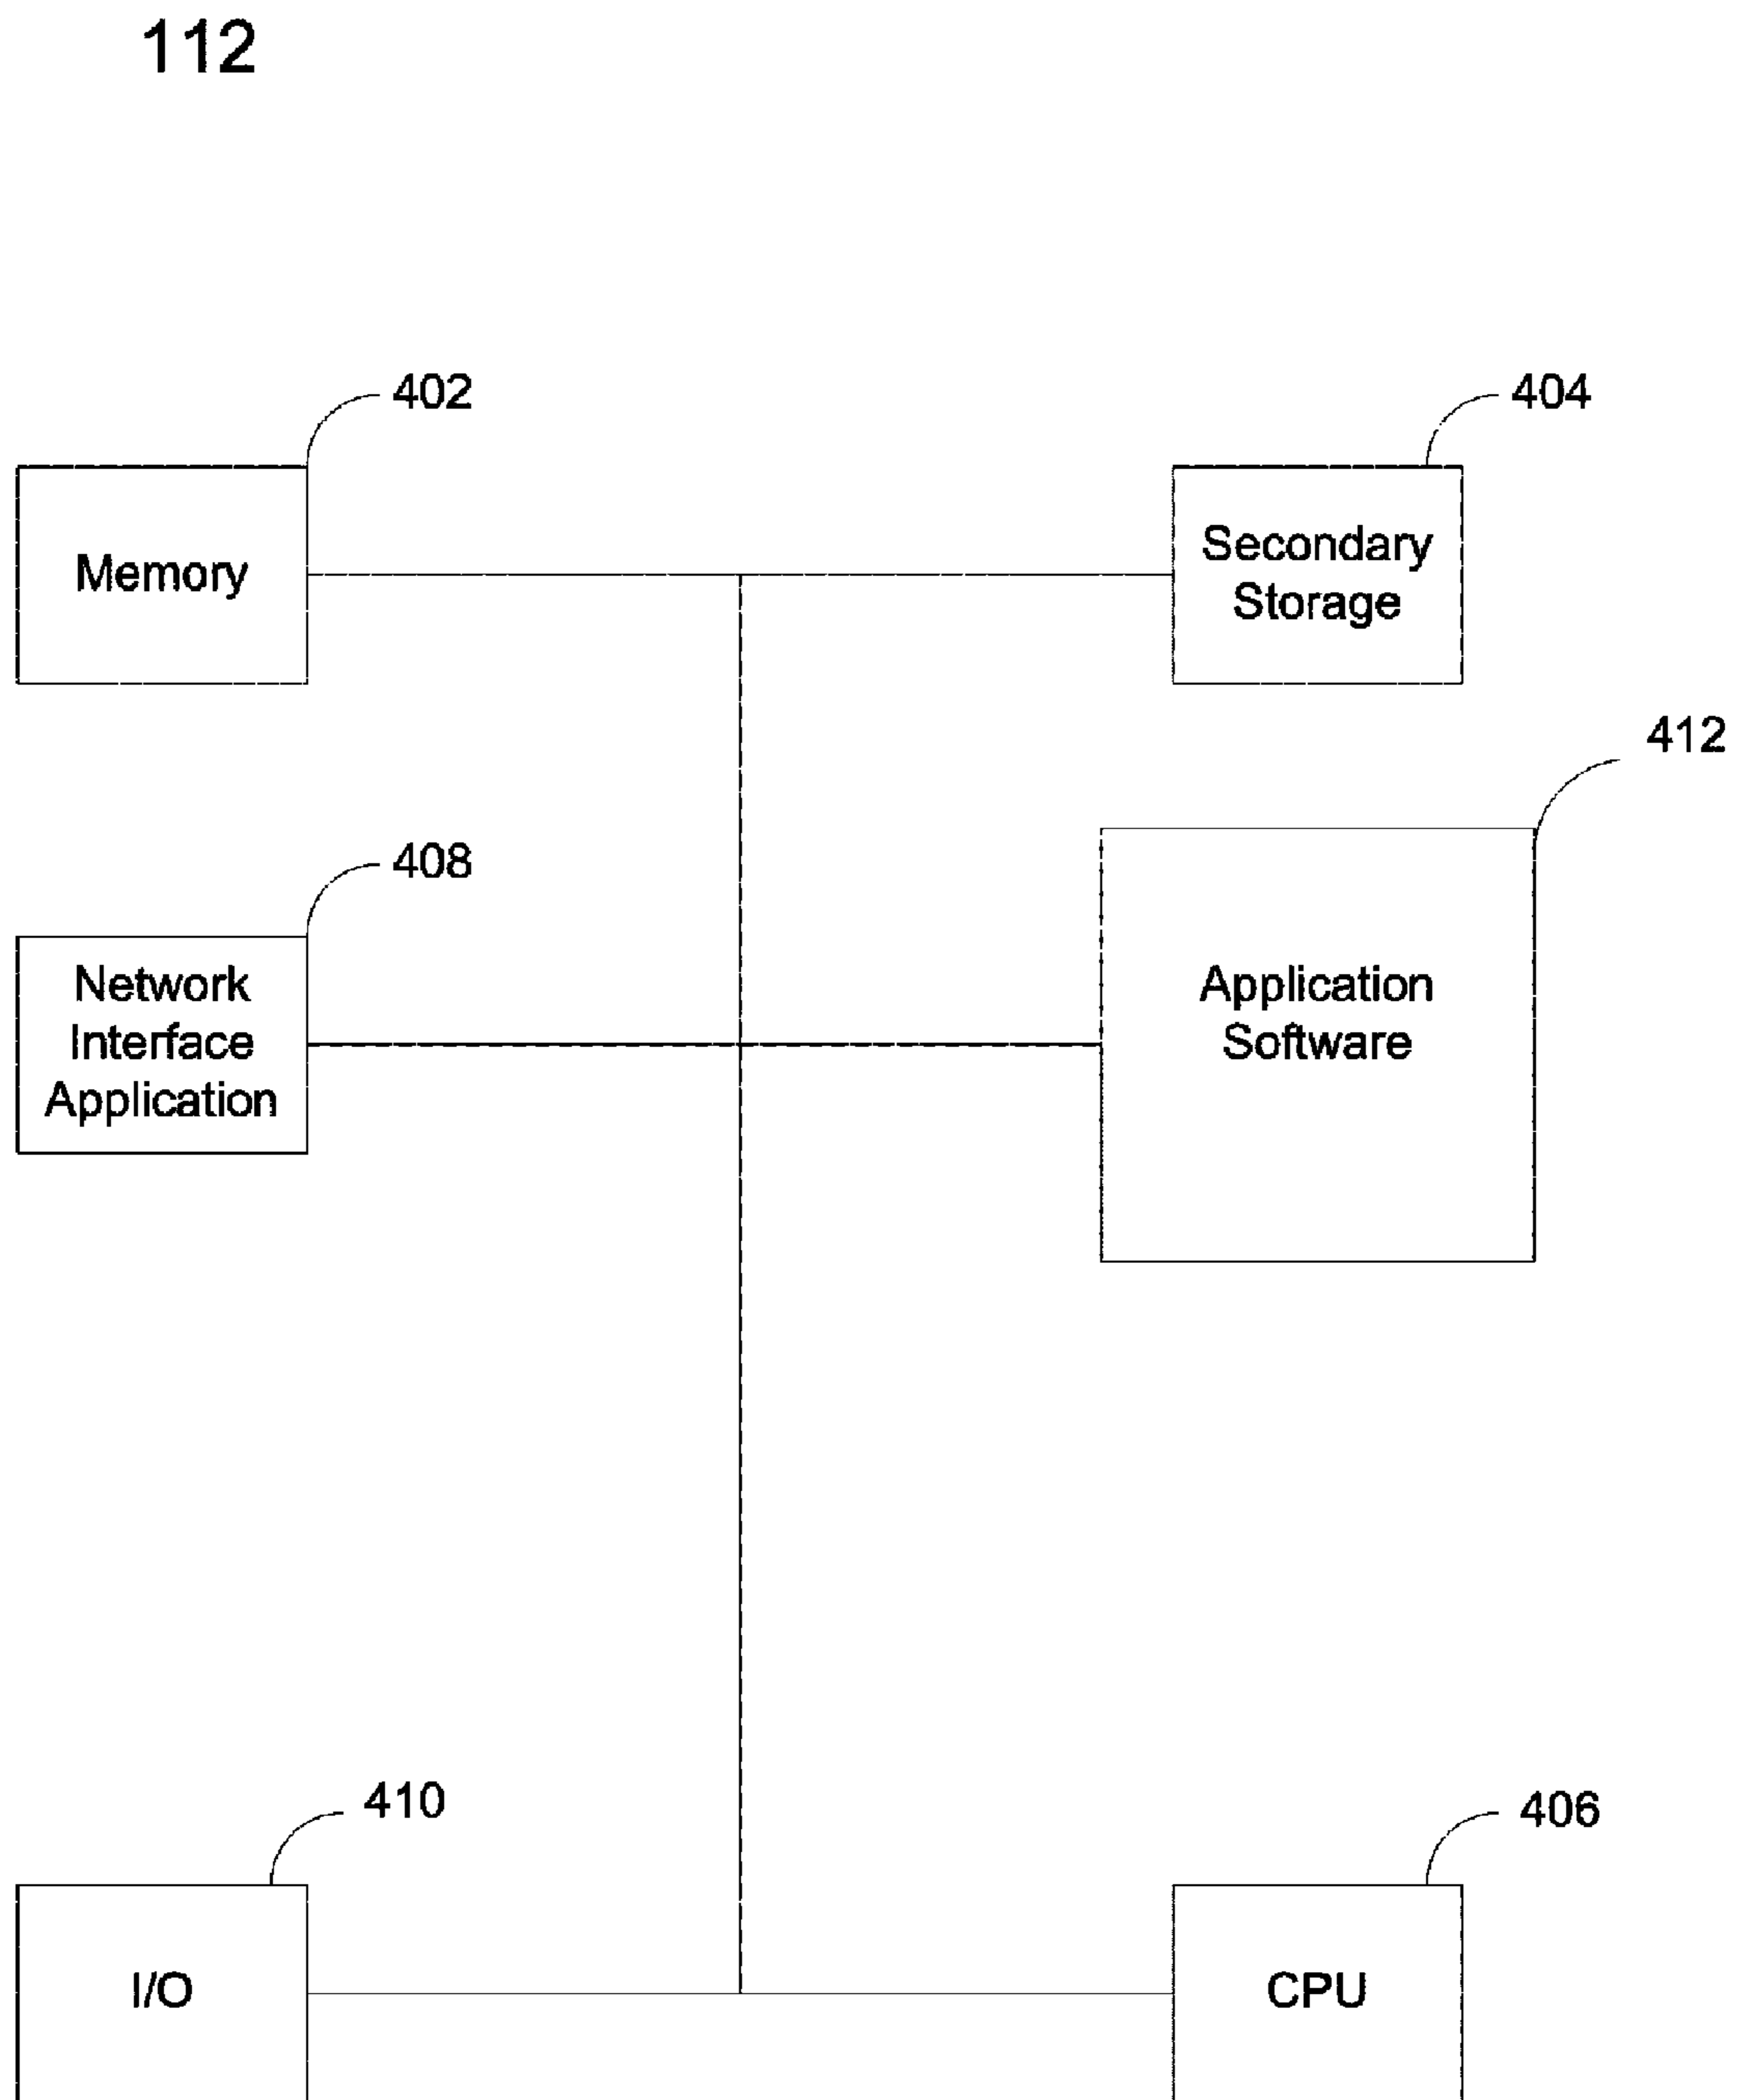 112
402
404
Memory
Secondary
Storage
412
408
Network
Interface
Application
Application
Software
410
406
I/O
CPU